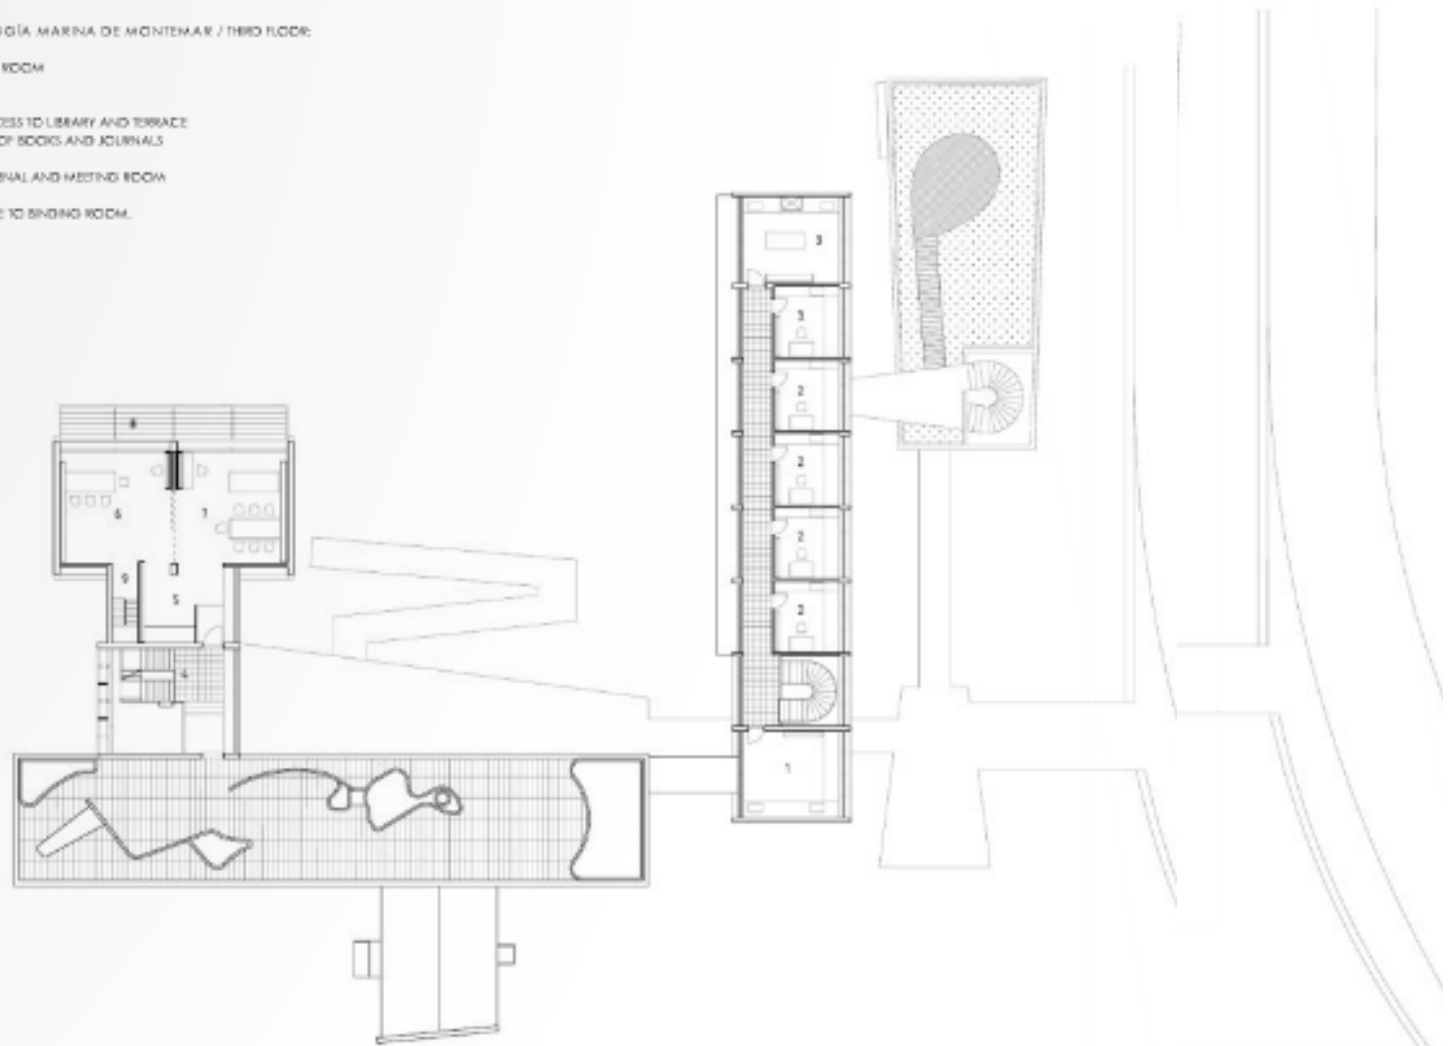 GÍA MARINA DE MONTEMAR / THIRD FLOOR:
ROOM
ESS TO LIBRARY AND TERRACE
OF BOOKS AND JOURNALS
NAL AND MEETING ROOM
E TO BINDING ROOM.
3
3
2
8
2
6
7
2
9
5
2
4
1